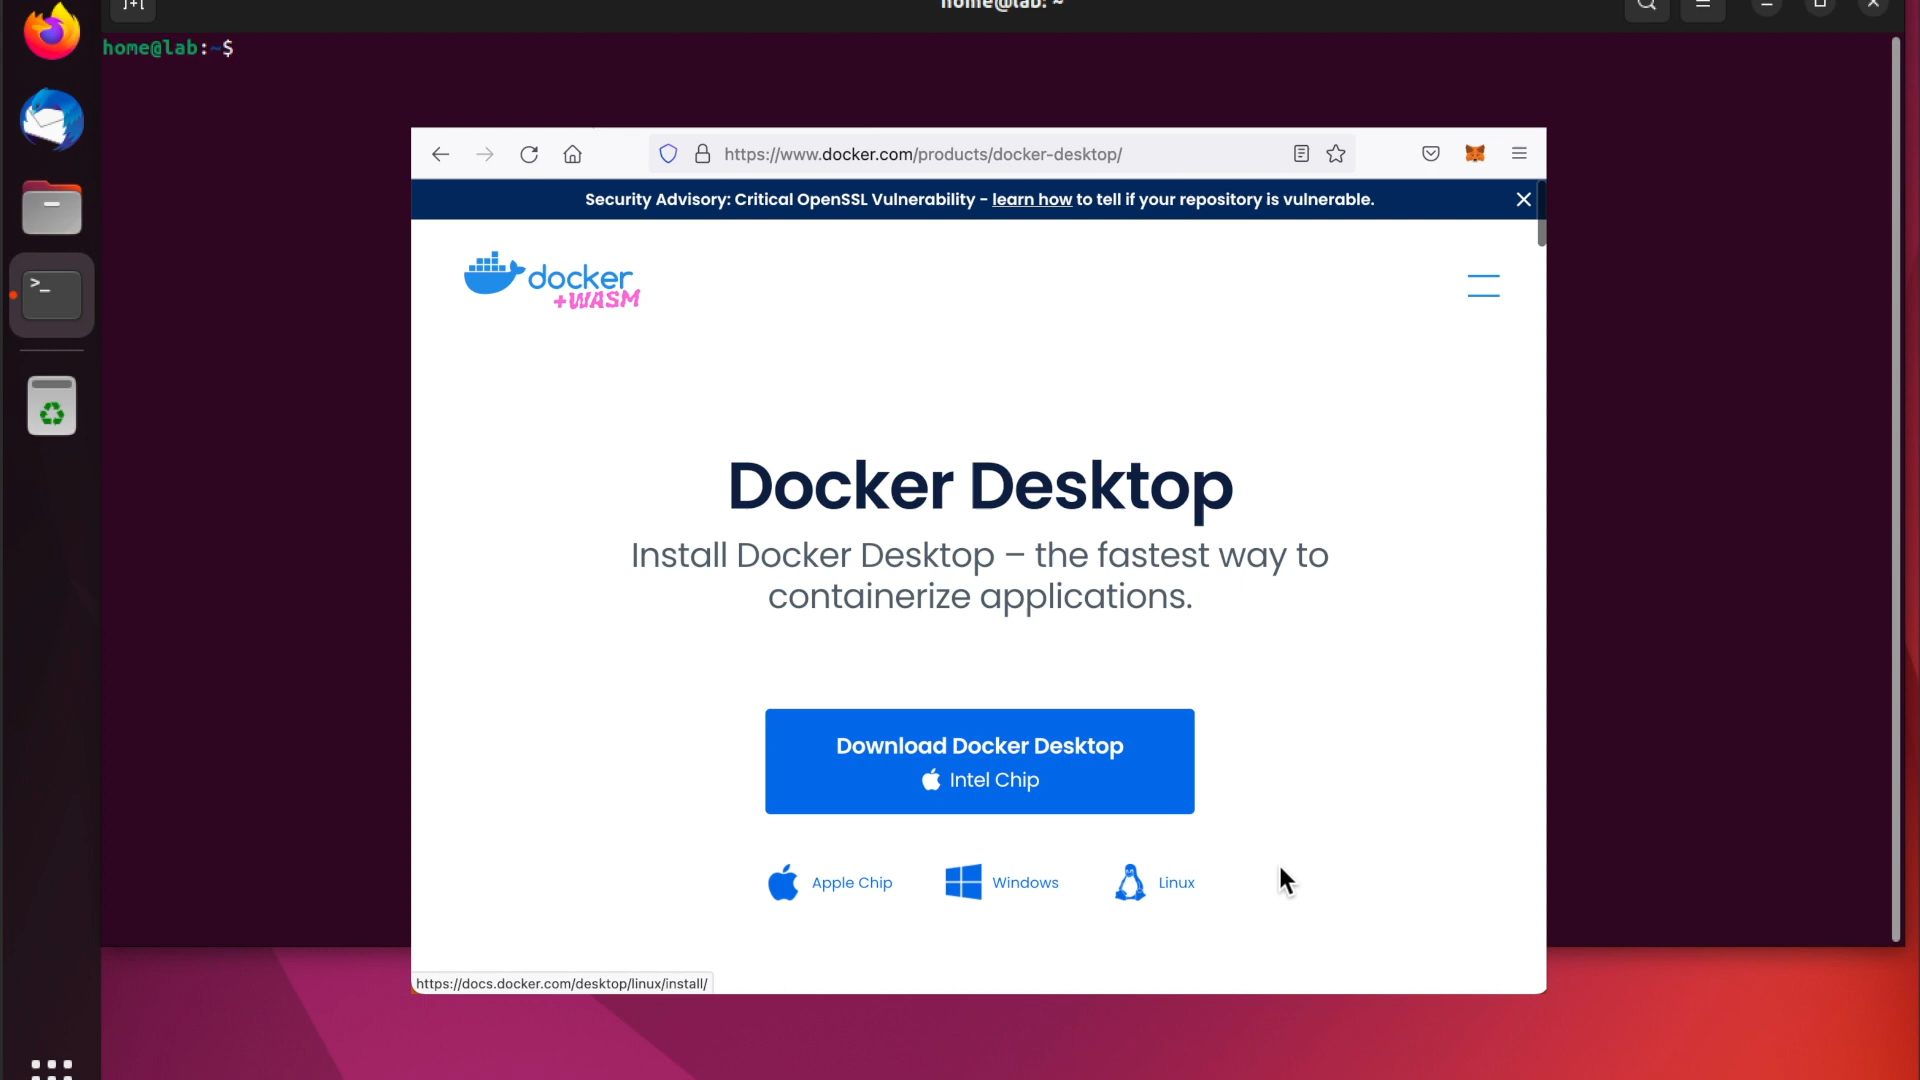 home@lab: ~
home@lab:~$
https://www.docker.com/products/docker-desktop/
Security Advisory: Critical OpenSSL Vulnerability - learn how to tell if your repository is vulnerable.
docker
+WASM
Docker Desktop
Install Docker Desktop – the fastest way to
containerize applications.
Download Docker Desktop
Intel Chip
Apple Chip
Windows
Linux
https://docs.docker.com/desktop/linux/install/